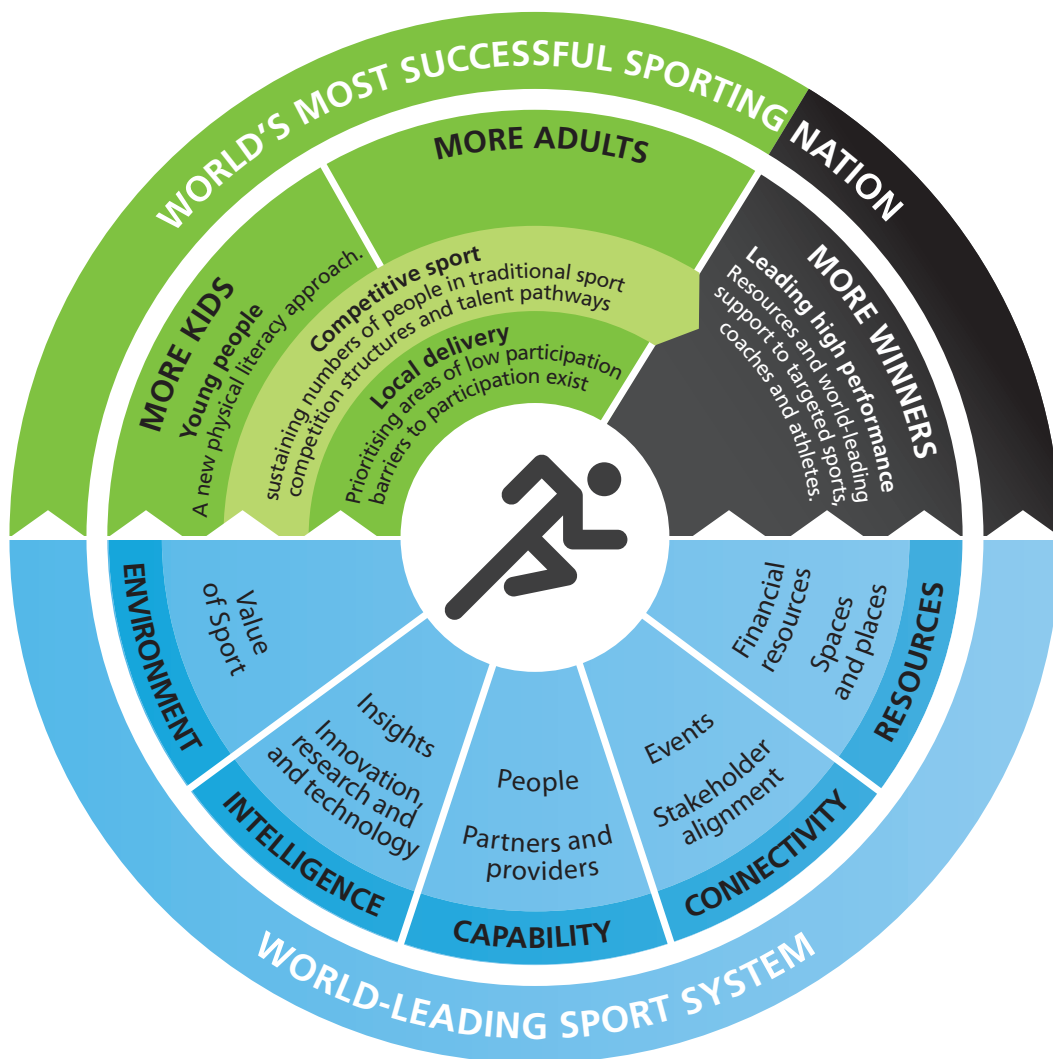 WORLD'S MOST SUCCESSFUL SPORTING NATION
MORE KIDS
Young people
A new physical literacy approach.
MORE ADULTS
Competitive sport
sustaining numbers of people in traditional sport
competition structures and talent pathways
Local delivery
Prioritising areas of low participation
barriers to participation exist
MORE WINNERS
Leading high performance
Resources and world-leading
support to targeted sports,
coaches and athletes.
ENVIRONMENT
Value
of Sport
INTELLIGENCE
Insights
Innovation,
research and
and technology
CAPABILITY
People
Partners and
providers
CONNECTIVITY
Events
Stakeholder
alignment
RESOURCES
Financial
resources
Spaces
and places
WORLD-LEADING SPORT SYSTEM